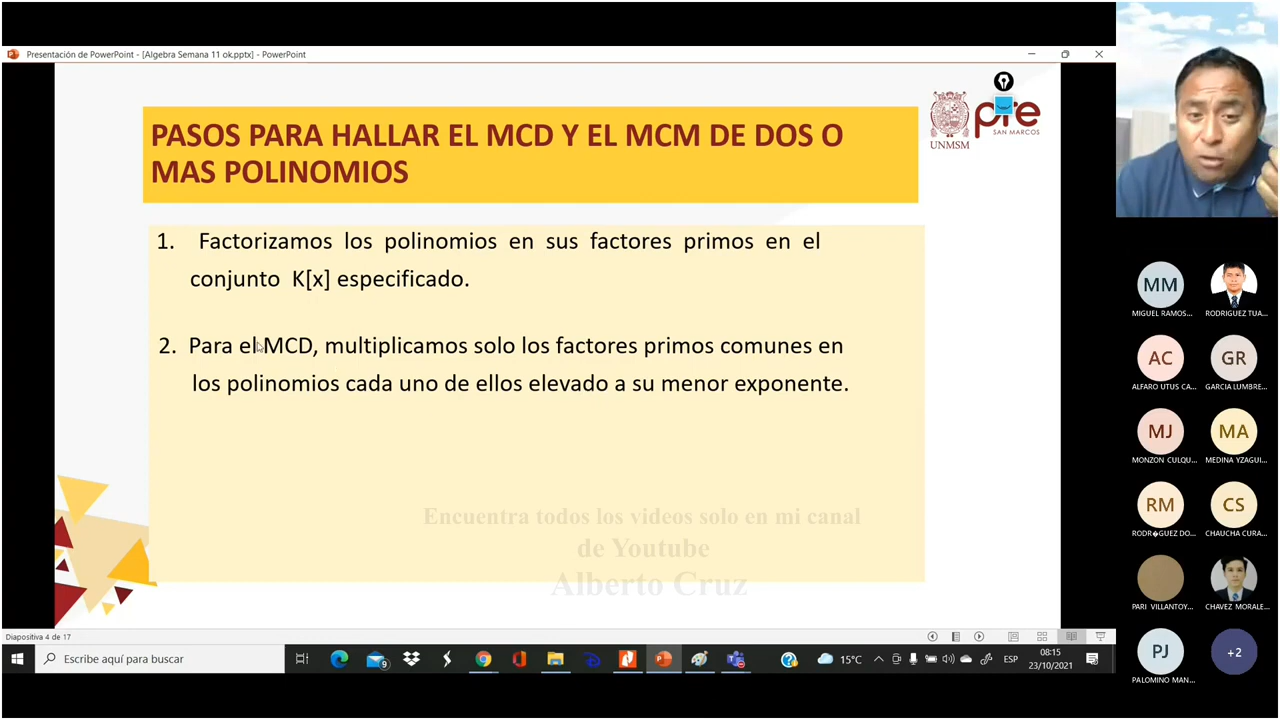 Presentación de PowerPoint - [Algebra Semana 11 ok.pptx] - PowerPoint
PASOS PARA HALLAR EL MCD Y EL MCM DE DOS O
MAS POLINOMIOS
UNMSM
pre
SAN MARCOS
1. Factorizamos los polinomios en sus factores primos en el
conjunto K[x] especificado.
2. Para el MCD, multiplicamos solo los factores primos comunes en
los polinomios cada uno de ellos elevado a su menor exponente.
Encuentra todos los videos solo en mi canal
de Youtube
Alberto Cruz
Diapositiva 4 de 17
Escribe aquí para buscar
9
15°C
ESP
08:15
23/10/2021
MM
MIGUEL RAMOS...
RODRIGUEZ TUA...
AC
ALFARO UTUS CA...
GR
GARCIA LUMBRE...
MJ
MONZON CULQU...
MA
MEDINA YZAGUI...
RM
RODR�GUEZ DO...
CS
CHAUCHA CURA...
PARI VILLANTOY...
CHAVEZ MORALE...
PJ
PALOMINO MAN...
+2